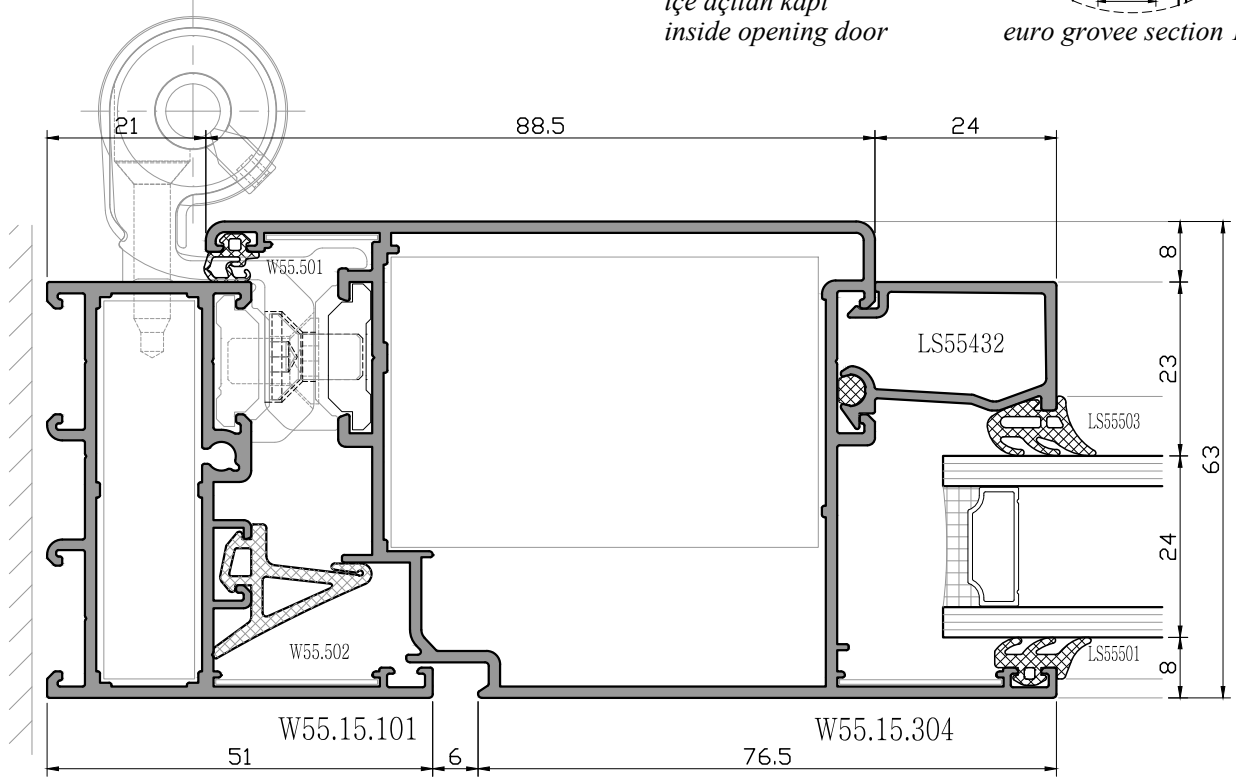 içe açılan kapı
inside opening door
euro grovee section
21
88.5
24
W55.501
8
LS55432
23
LS55503
63
24
W55.502
LS55501
8
W55.15.101
W55.15.304
51
6
76.5